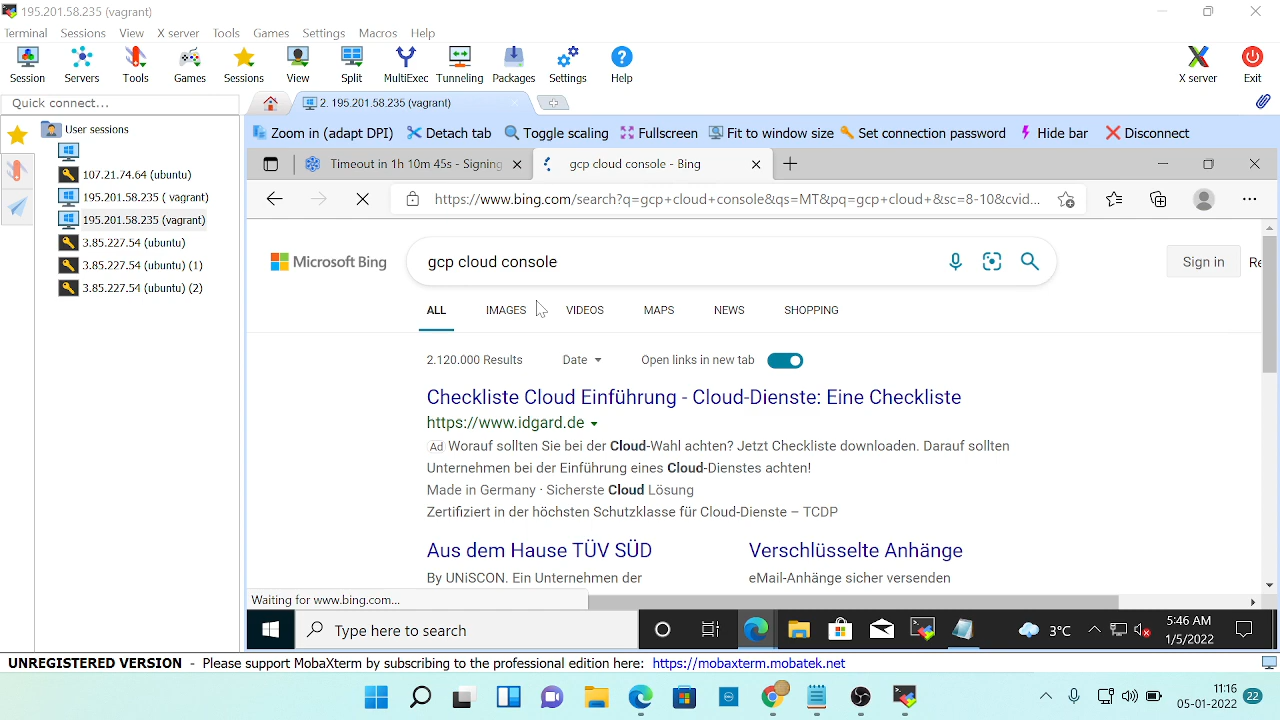 195.201.58.235 (vagrant)
Terminal Sessions View X server Tools Games Settings Macros Help
Session Servers Tools Games Sessions View Split MultiExec Tunneling Packages Settings Help X server Exit
Quick connect...
2. 195.201.58.235 (vagrant)
User sessions
107.21.74.64 (ubuntu)
195.201.58.235 ( vagrant)
195.201.58.235 (vagrant)
3.85.227.54 (ubuntu)
3.85.227.54 (ubuntu) (1)
3.85.227.54 (ubuntu) (2)
Zoom in (adapt DPI) Detach tab Toggle scaling Fullscreen Fit to window size Set connection password Hide bar Disconnect
Timeout in 1h 10m 45s - Signing gcp cloud console - Bing
https://www.bing.com/search?q=gcp+cloud+console&qs=MT&pq=gcp+cloud+&sc=8-10&cvid...
Microsoft Bing
gcp cloud console
Sign in Re
ALL IMAGES VIDEOS MAPS NEWS SHOPPING
2.120.000 Results Date Open links in new tab
Checkliste Cloud Einführung - Cloud-Dienste: Eine Checkliste
https://www.idgard.de
Ad Worauf sollten Sie bei der Cloud-Wahl achten? Jetzt Checkliste downloaden. Darauf sollten
Unternehmen bei der Einführung eines Cloud-Dienstes achten!
Made in Germany · Sicherste Cloud Lösung
Zertifiziert in der höchsten Schutzklasse für Cloud-Dienste – TCDP
Aus dem Hause TÜV SÜD Verschlüsselte Anhänge
By UNiSCON. Ein Unternehmen der eMail-Anhänge sicher versenden
Waiting for www.bing.com...
Type here to search
3°C
5:46 AM
1/5/2022
UNREGISTERED VERSION - Please support MobaXterm by subscribing to the professional edition here: https://mobaxterm.mobatek.net
11:16
05-01-2022
22